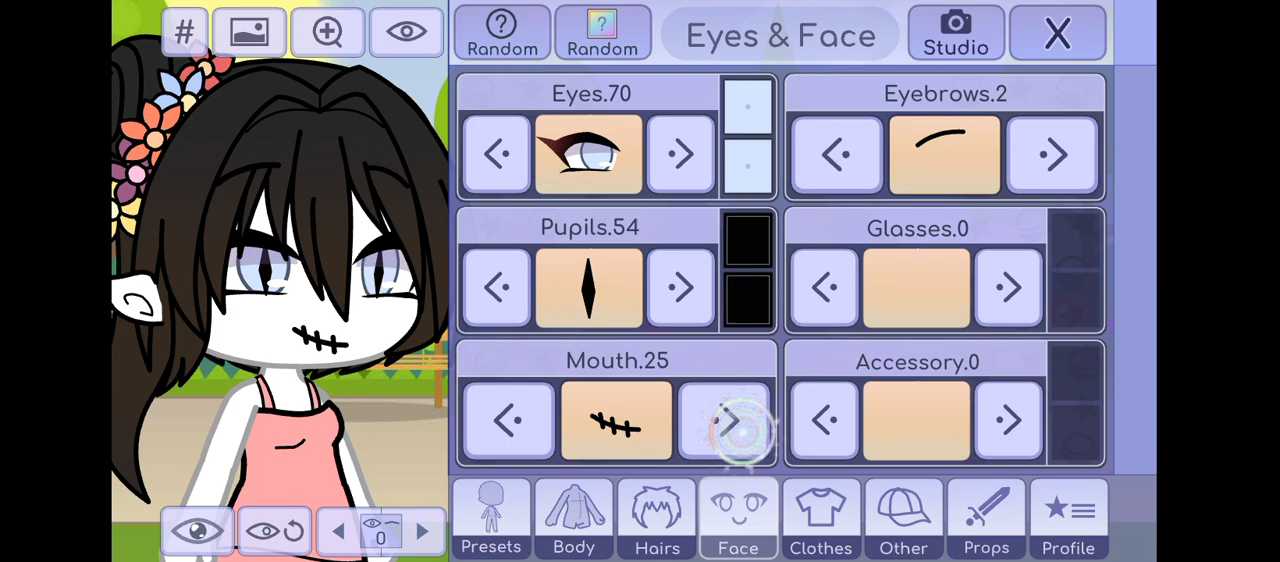 #
? Random
? Random
Eyes & Face
Studio
X
Eyes.70
Eyebrows.2
Pupils.54
Glasses.0
Mouth.25
Accessory.0
0
Presets
Body
Hairs
Face
Clothes
Other
Props
Profile